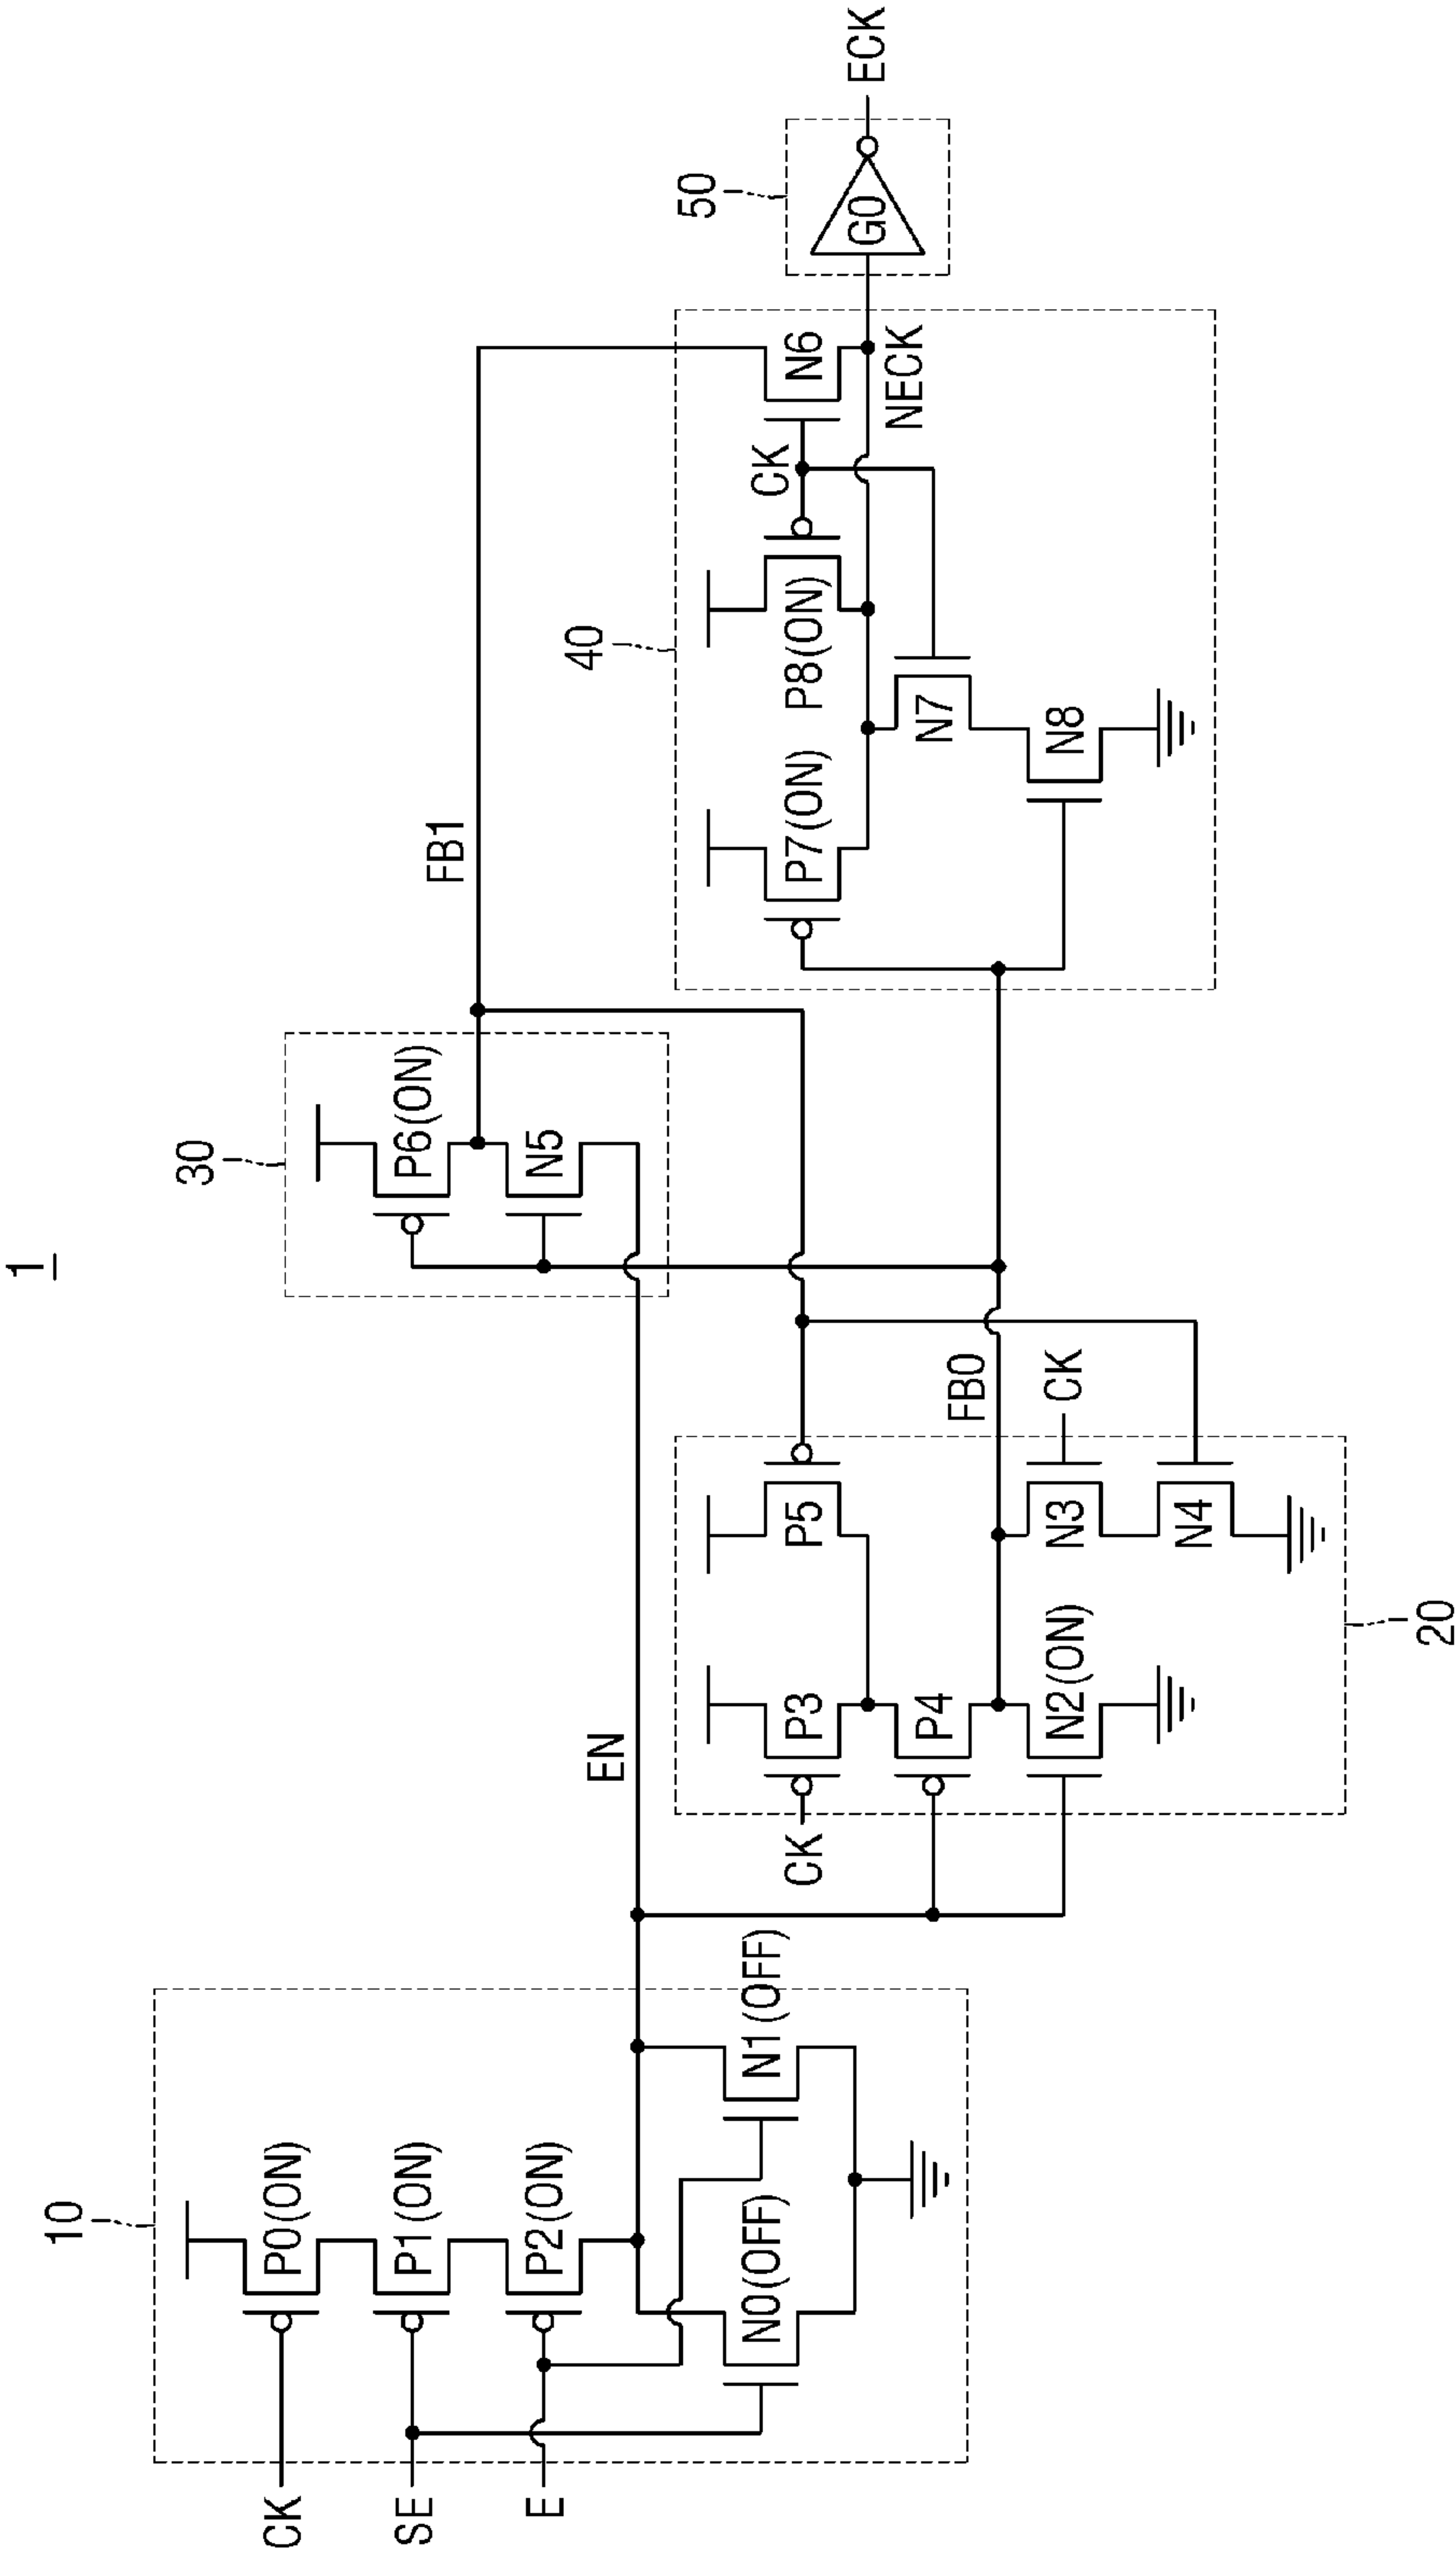 1
10
CK
SE
E
P0(ON)
P1(ON)
P2(ON)
N0(OFF)
N1(OFF)
EN
20
CK
P3
P4
N2(ON)
P5
FB0
N3
CK
N4
30
P6(ON)
N5
FB1
40
P7(ON)
P8(ON)
CK
N6
N7
N8
NECK
50
G0
ECK